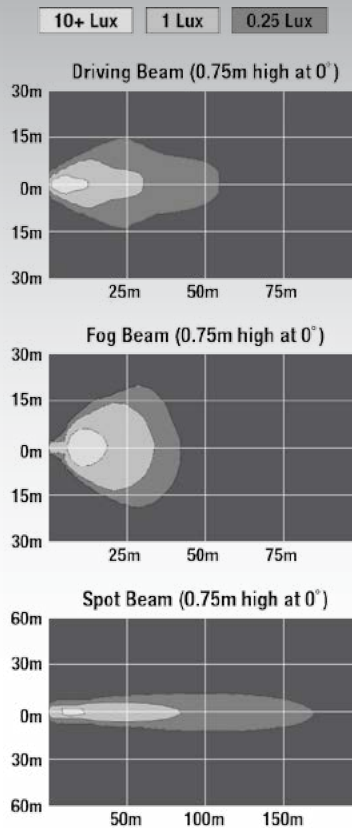 10+ Lux 1 Lux 0.25 Lux
Driving Beam (0.75m high at 0°)
30m
15m
0m
15m
30m
25m 50m 75m
Fog Beam (0.75m high at 0°)
30m
15m
0m
15m
30m
25m 50m 75m
Spot Beam (0.75m high at 0°)
60m
30m
0m
30m
60m
50m 100m 150m